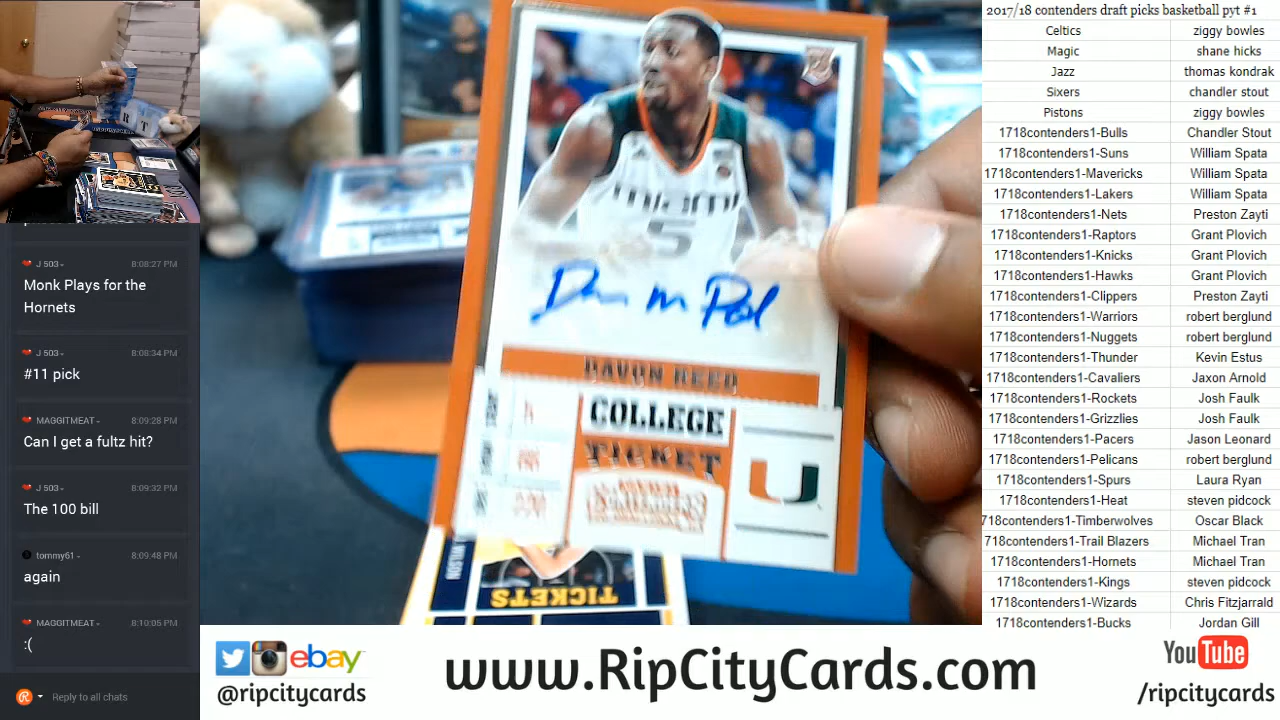 J 503
8:08:27 PM
Monk Plays for the
Hornets
J 503
8:08:34 PM
#11 pick
MAGGITMEAT
8:09:28 PM
Can I get a fultz hit?
J 503
8:09:32 PM
The 100 bill
tommy61
8:09:48 PM
again
MAGGITMEAT
8:10:05 PM
:(
Reply to all chats
miami
5
DAVON REED
COLLEGE
TICKET
U
WILSON
TICKETS
2017/18 contenders draft picks basketball pyt #1
Celtics ziggy bowles
Magic shane hicks
Jazz thomas kondrak
Sixers chandler stout
Pistons ziggy bowles
1718contenders1-Bulls Chandler Stout
1718contenders1-Suns William Spata
1718contenders1-Mavericks William Spata
1718contenders1-Lakers William Spata
1718contenders1-Nets Preston Zayti
1718contenders1-Raptors Grant Plovich
1718contenders1-Knicks Grant Plovich
1718contenders1-Hawks Grant Plovich
1718contenders1-Clippers Preston Zayti
1718contenders1-Warriors robert berglund
1718contenders1-Nuggets robert berglund
1718contenders1-Thunder Kevin Estus
1718contenders1-Cavaliers Jaxon Arnold
1718contenders1-Rockets Josh Faulk
1718contenders1-Grizzlies Josh Faulk
1718contenders1-Pacers Jason Leonard
1718contenders1-Pelicans robert berglund
1718contenders1-Spurs Laura Ryan
1718contenders1-Heat steven pidcock
718contenders1-Timberwolves Oscar Black
718contenders1-Trail Blazers Michael Tran
1718contenders1-Hornets Michael Tran
1718contenders1-Kings steven pidcock
1718contenders1-Wizards Chris Fitzjarrald
1718contenders1-Bucks Jordan Gill
ebay
@ripcitycards
www.RipCityCards.com
YouTube
/ripcitycards